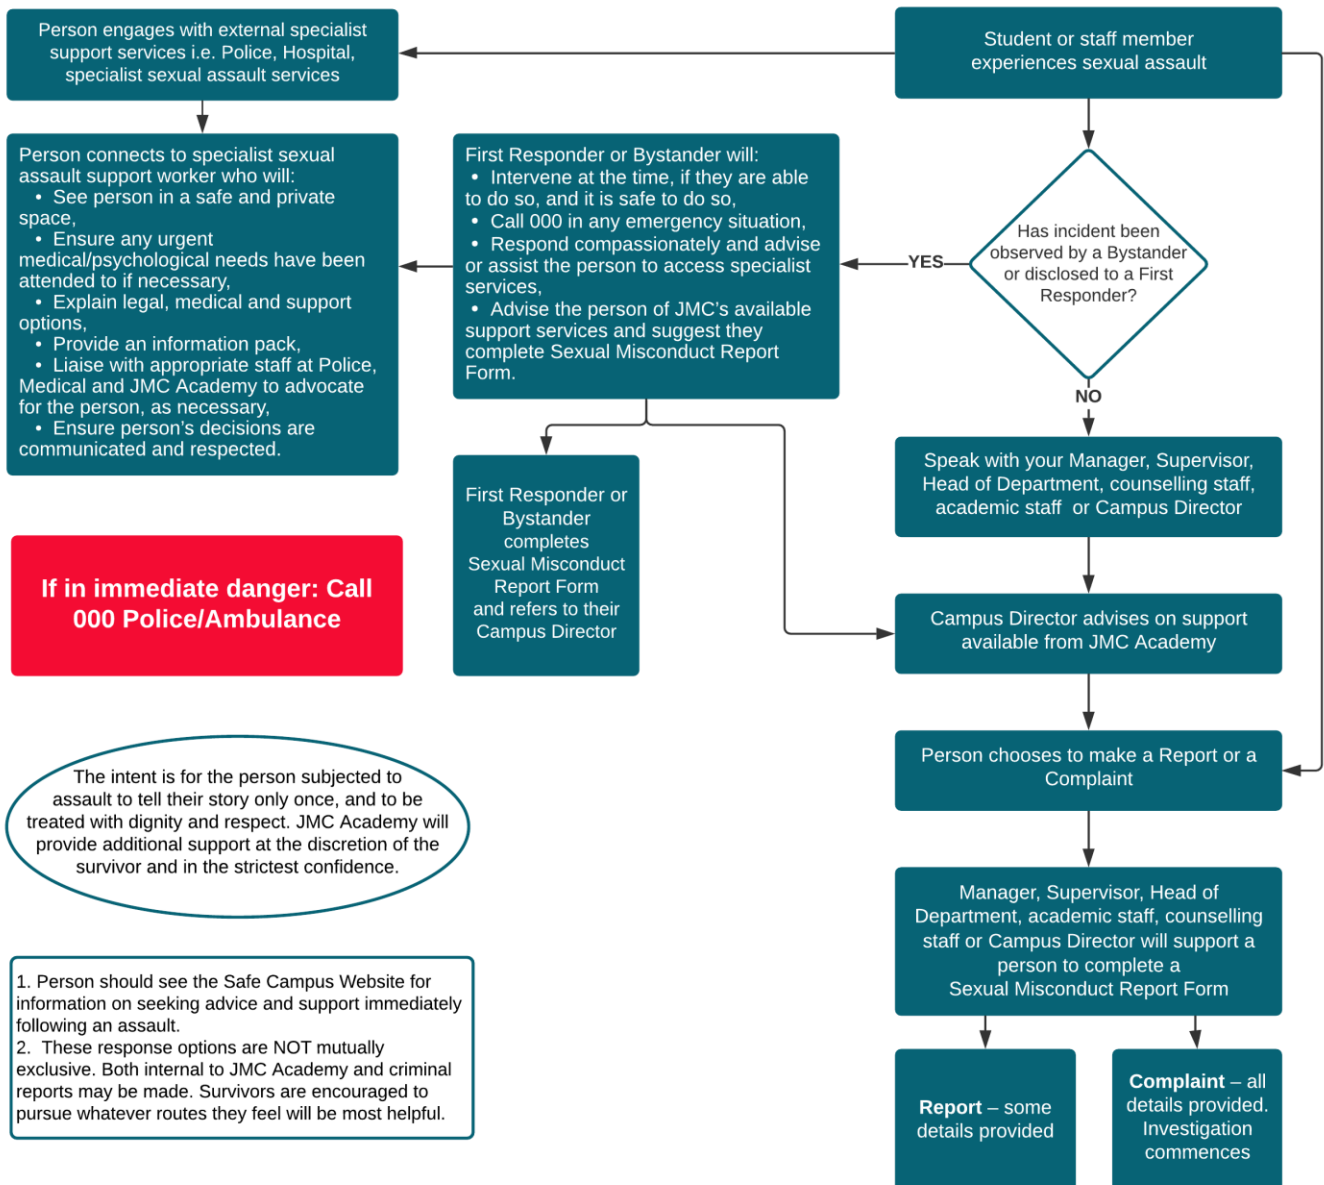 Person engages with external specialist
support services i.e. Police, Hospital,
specialist sexual assault services
Student or staff member
experiences sexual assault
Person connects to specialist sexual
assault support worker who will:
• See person in a safe and private
space,
• Ensure any urgent
medical/psychological needs have been
attended to if necessary,
• Explain legal, medical and support
options,
• Provide an information pack,
• Liaise with appropriate staff at Police,
Medical and JMC Academy to advocate
for the person, as necessary,
• Ensure person's decisions are
communicated and respected.
First Responder or Bystander will:
• Intervene at the time, if they are able
to do so, and it is safe to do so,
• Call 000 in any emergency situation,
• Respond compassionately and advise
or assist the person to access specialist
services,
• Advise the person of JMC's available
support services and suggest they
complete Sexual Misconduct Report
Form.
YES
Has incident been
observed by a Bystander
or disclosed to a First
Responder?
NO
Speak with your Manager, Supervisor,
Head of Department, counselling staff,
academic staff or Campus Director
First Responder or
Bystander
completes
Sexual Misconduct
Report Form
and refers to their
Campus Director
If in immediate danger: Call
000 Police/Ambulance
Campus Director advises on support
available from JMC Academy
Person chooses to make a Report or a
Complaint
The intent is for the person subjected to
assault to tell their story only once, and to be
treated with dignity and respect. JMC Academy will
provide additional support at the discretion of the
survivor and in the strictest confidence.
Manager, Supervisor, Head of
Department, academic staff, counselling
staff or Campus Director will support a
person to complete a
Sexual Misconduct Report Form
1. Person should see the Safe Campus Website for
information on seeking advice and support immediately
following an assault.
2. These response options are NOT mutually
exclusive. Both internal to JMC Academy and criminal
reports may be made. Survivors are encouraged to
pursue whatever routes they feel will be most helpful.
Report – some
details provided
Complaint – all
details provided.
Investigation
commences